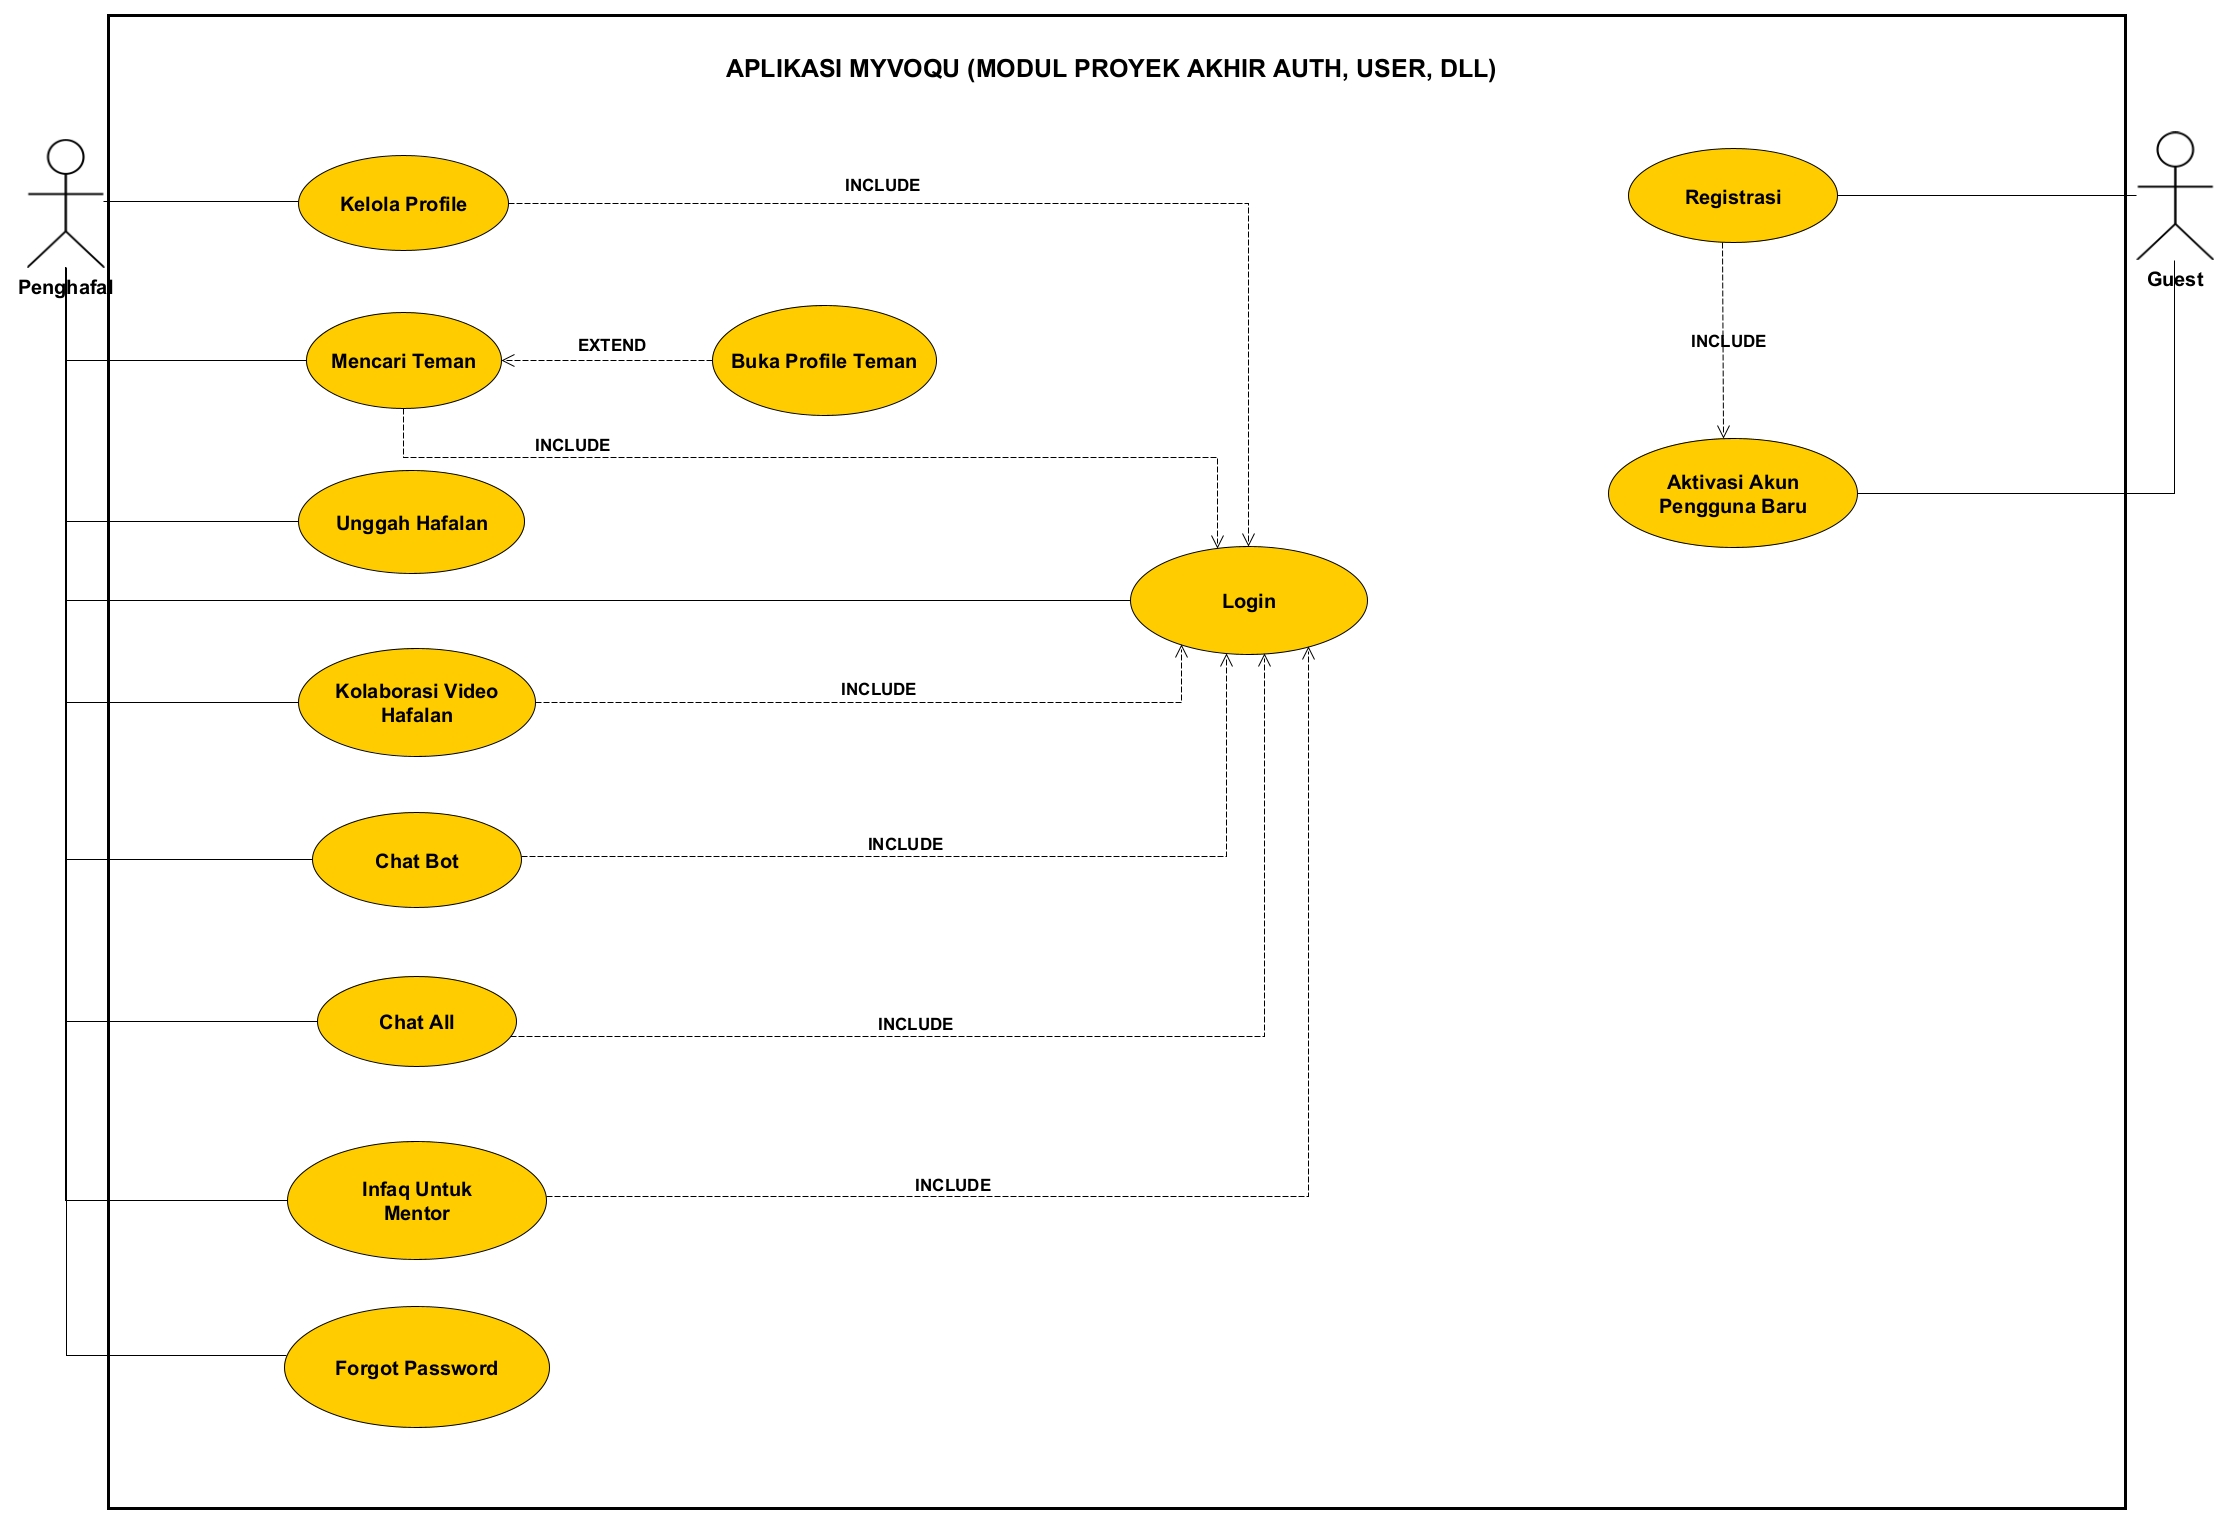 APLIKASI MYVOQU (MODUL PROYEK AKHIR AUTH, USER, DLL)
Penghafal
Kelola Profile
INCLUDE
Registrasi
Guest
Mencari Teman
EXTEND
Buka Profile Teman
INCLUDE
INCLUDE
Unggah Hafalan
Aktivasi Akun
Pengguna Baru
Login
Kolaborasi Video
Hafalan
INCLUDE
Chat Bot
INCLUDE
Chat All
INCLUDE
Infaq Untuk
Mentor
INCLUDE
Forgot Password